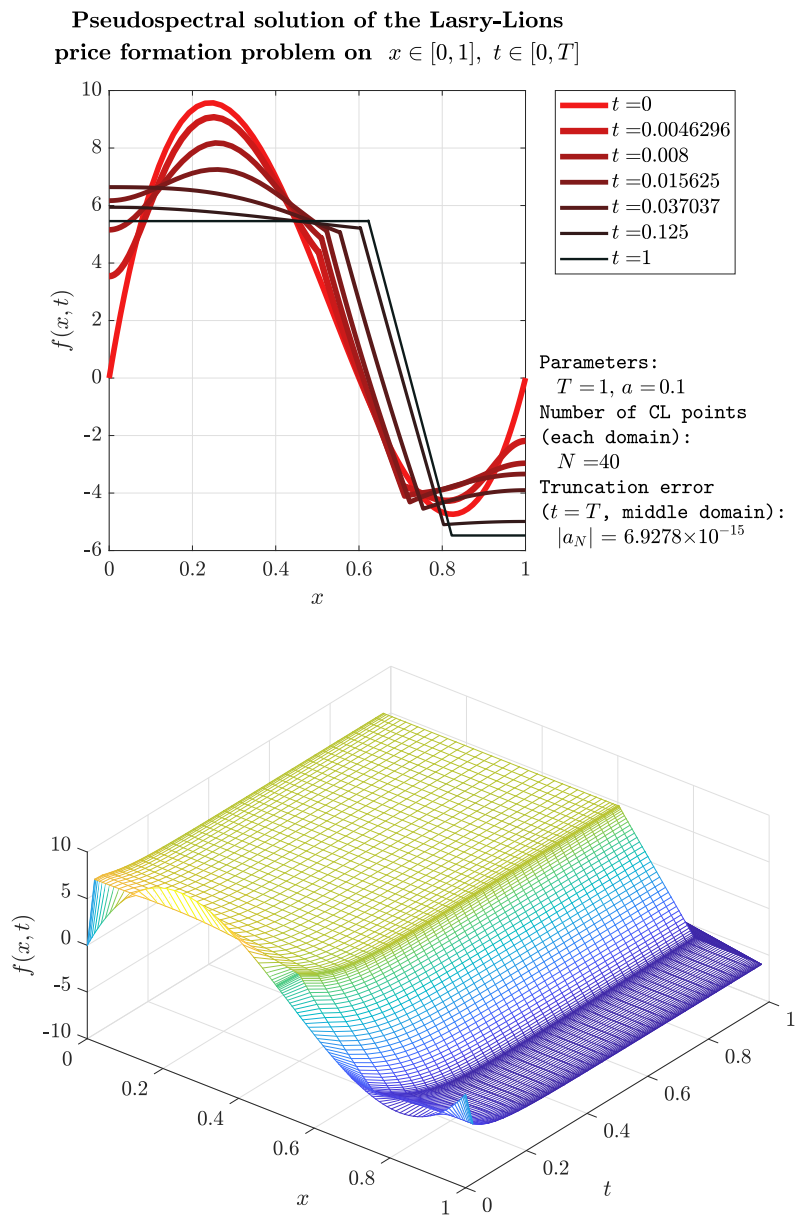 Pseudospectral solution of the Lasry-Lions
price formation problem on x ∈ [0, 1], t ∈ [0, T]
10
8
6
4
2
0
-2
-4
-6
f(x, t)
0
0.2
0.4
0.6
0.8
1
x
t =0
t =0.0046296
t =0.008
t =0.015625
t =0.037037
t =0.125
t =1
Parameters:
T = 1, a = 0.1
Number of CL points
(each domain):
N =40
Truncation error
(t = T, middle domain):
|a_N| = 6.9278×10^{-15}
10
5
0
-5
-10
f(x, t)
0
0.2
0.4
0.6
0.8
1
x
0
0.2
0.4
0.6
0.8
1
t